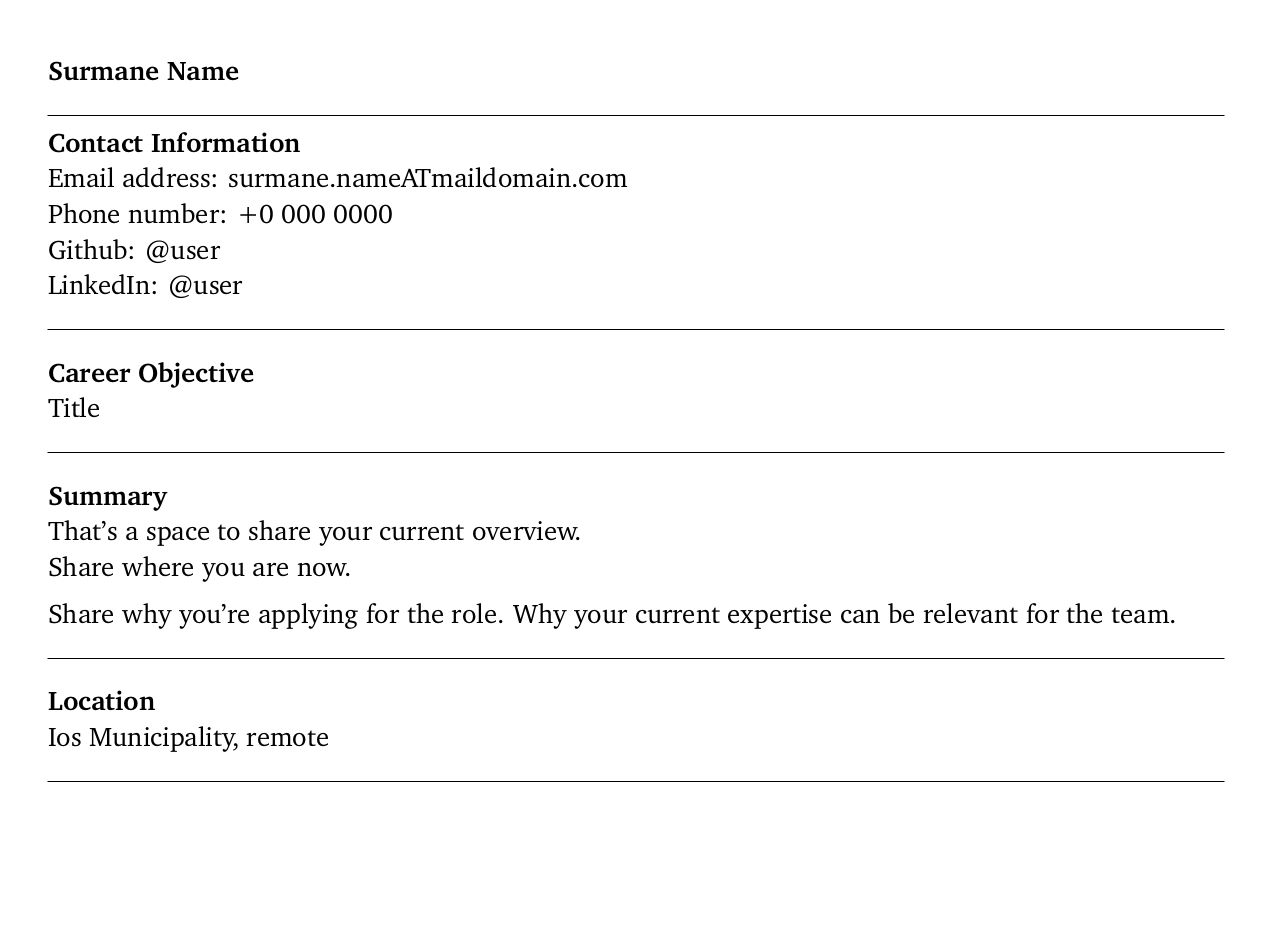 Surmane Name
Contact Information
Email address: surmane.nameATmaildomain.com
Phone number: +0 000 0000
Github: @user
LinkedIn: @user
Career Objective
Title
Summary
That’s a space to share your current overview.
Share where you are now.
Share why you’re applying for the role. Why your current expertise can be relevant for the team.
Location
Ios Municipality, remote